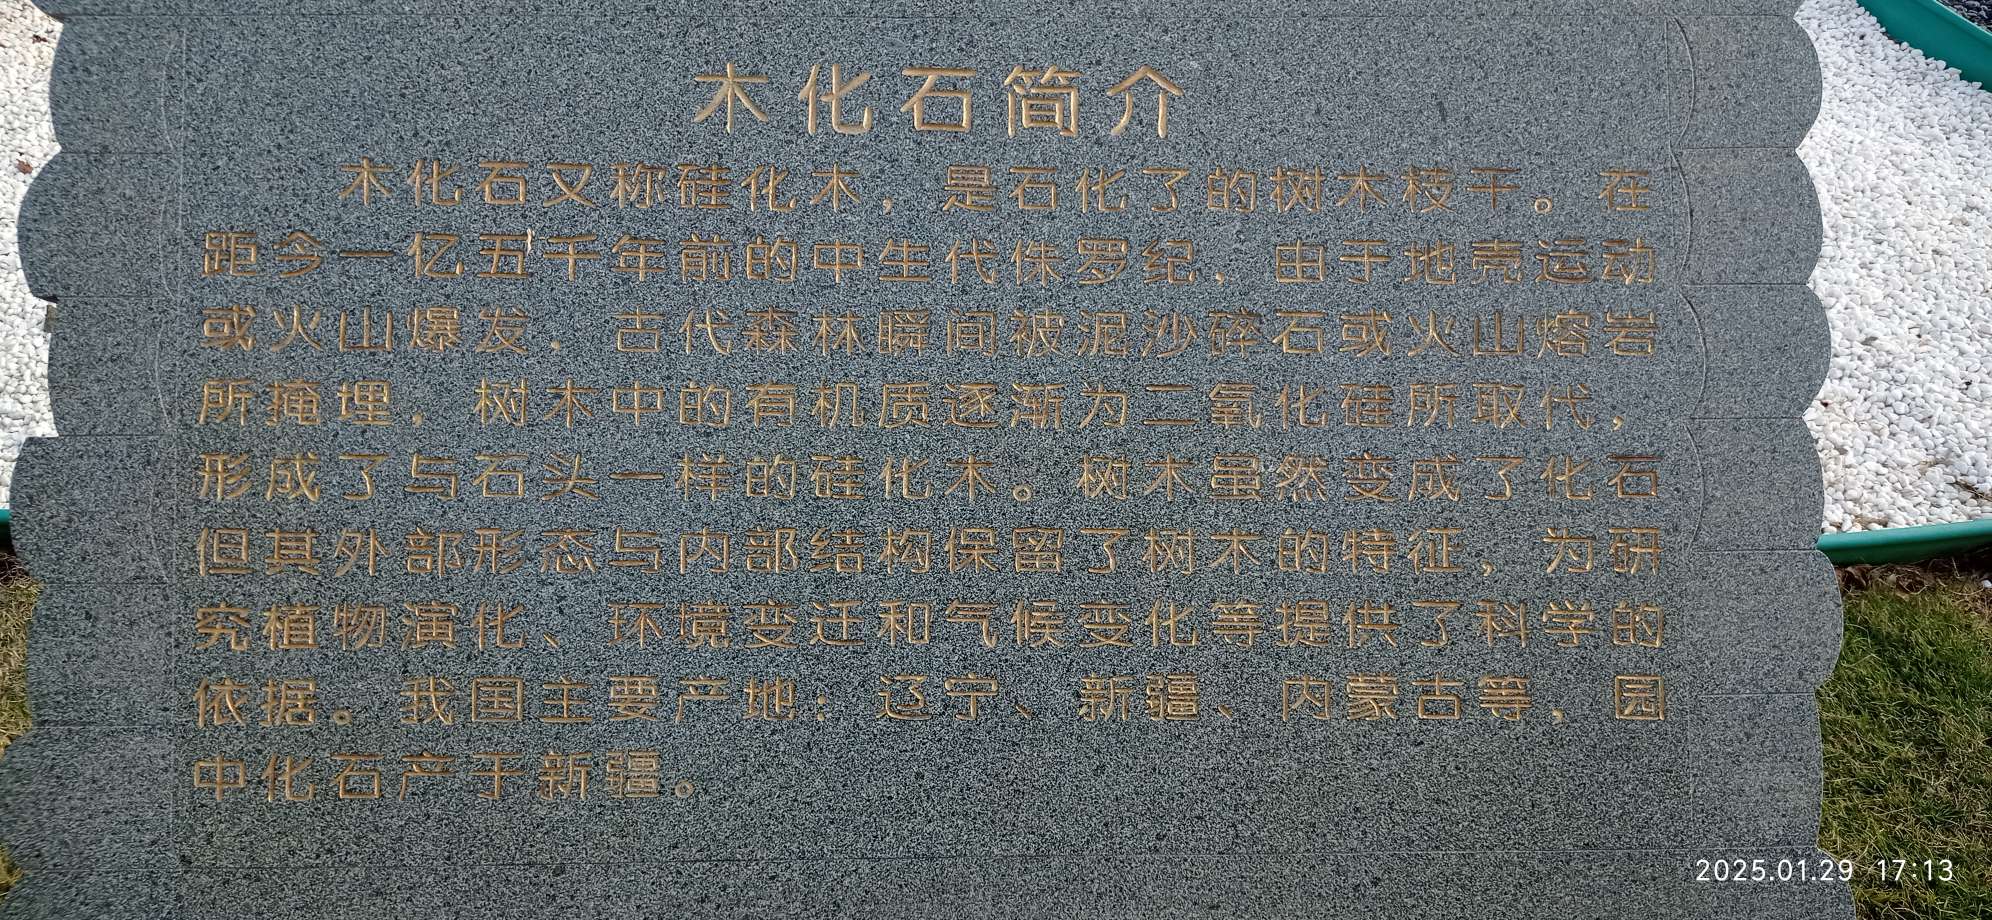 木化石简介
木化石又称硅化木，是石化了的树木枝干。在
距今一亿五千年前的中生代侏罗纪，由于地壳运动
或火山爆发，古代森林瞬间被泥沙碎石或火山熔岩
所掩埋，树木中的有机质逐渐为二氧化硅所取代，
形成了与石头一样的硅化木。树木虽然变成了化石
但其外部形态与内部结构保留了树木的特征，为研
究植物演化、环境变迁和气候变化等提供了科学的
依据。我国主要产地：辽宁、新疆、内蒙古等，园
中化石产于新疆。
2025.01.29 17:13